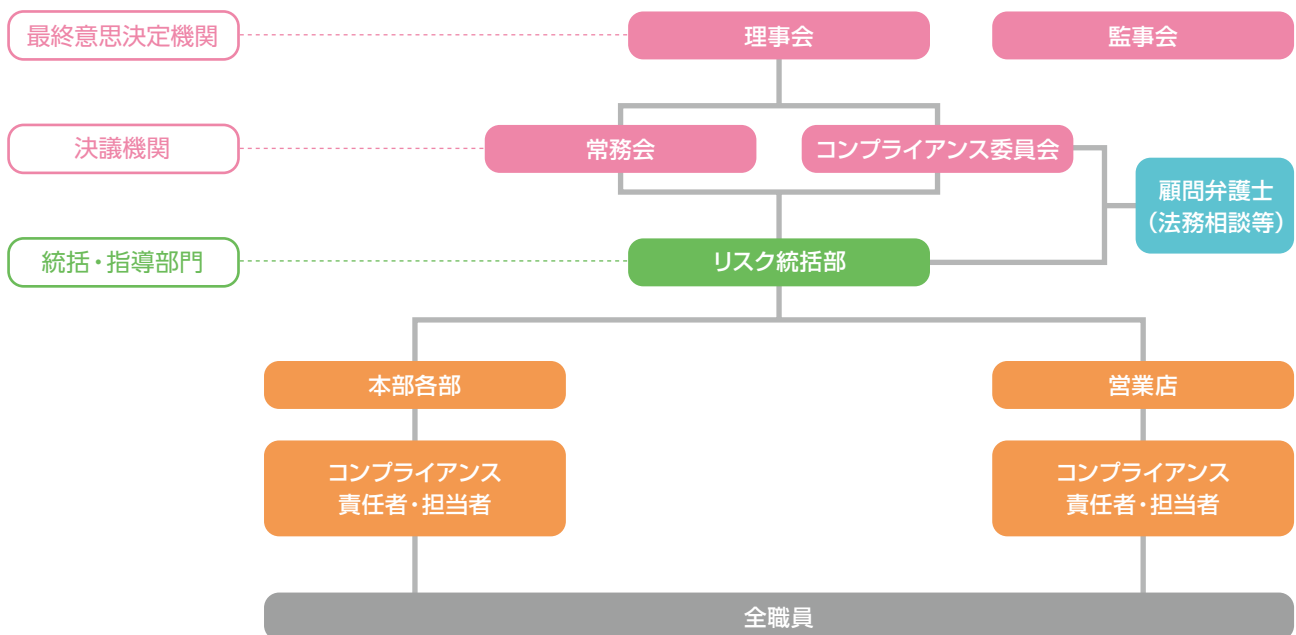 最終意思決定機関
理事会
監事会
決議機関
常務会
コンプライアンス委員会
顧問弁護士
（法務相談等）
統括・指導部門
リスク統括部
本部各部
営業店
コンプライアンス
責任者・担当者
コンプライアンス
責任者・担当者
全職員